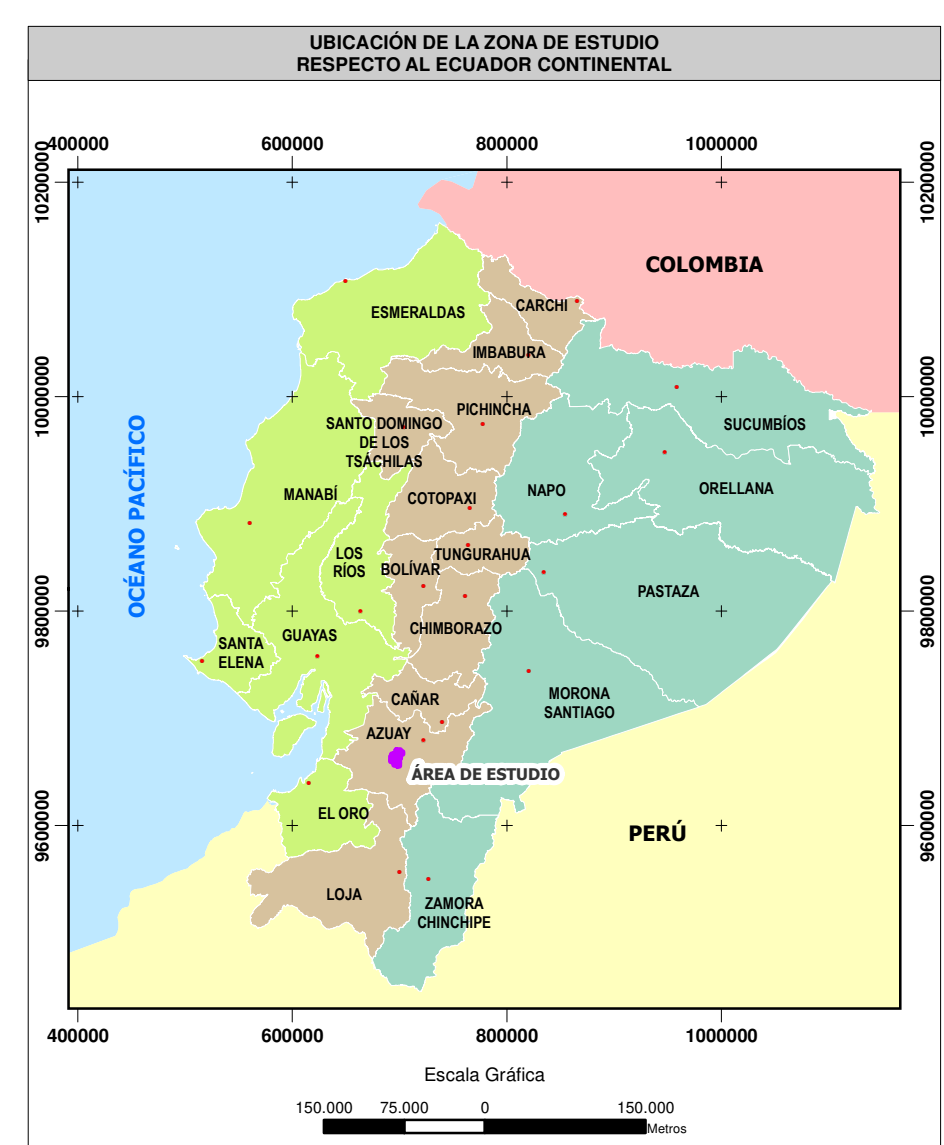 UBICACIÓN DE LA ZONA DE ESTUDIO
RESPECTO AL ECUADOR CONTINENTAL
400000 600000 800000 1000000
10200000 10200000
COLOMBIA
CARCHI
ESMERALDAS
IMBABURA
10000000 10000000
PICHINCHA
SANTO DOMINGO
DE LOS
TSÁCHILAS
SUCUMBÍOS
OCÉANO PACÍFICO
MANABÍ
COTOPAXI
NAPO
ORELLANA
LOS
RÍOS
TUNGURAHUA
BOLÍVAR
PASTAZA
9800000 9800000
CHIMBORAZO
GUAYAS
SANTA
ELENA
MORONA
SANTIAGO
CAÑAR
AZUAY
ÁREA DE ESTUDIO
EL ORO
9600000 9600000
PERÚ
LOJA
ZAMORA
CHINCHIPE
400000 600000 800000 1000000
Escala Gráfica
150.000 75.000 0 150.000
Metros